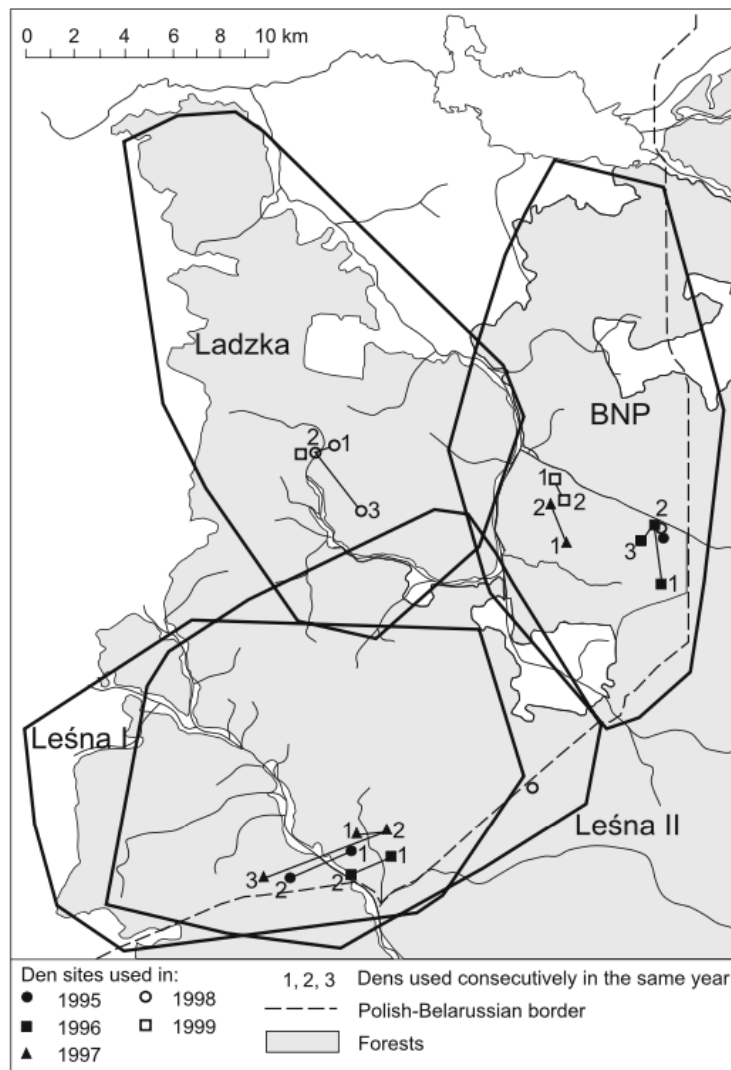 0 2 4 6 8 10 km
Ladzka
BNP
2 1
3
1
2
2
1
2
3
1
Leśna I
Leśna II
1 2
1 1
3 2 2
Den sites used in:
1995
1996
1997
1998
1999
1, 2, 3 Dens used consecutively in the same year
Polish-Belarussian border
Forests